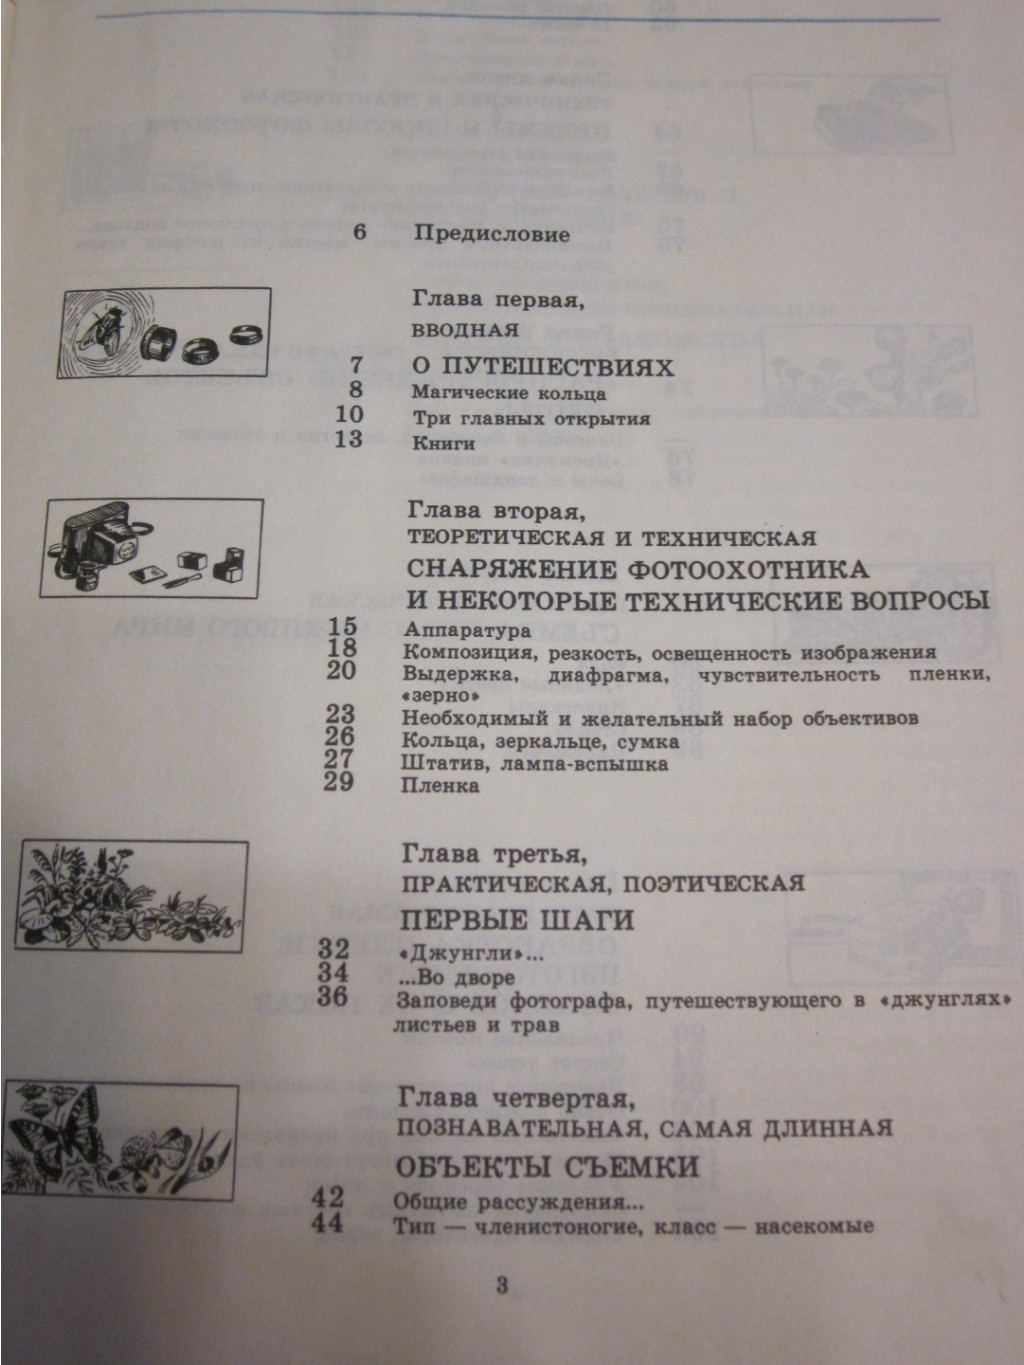 6 Предисловие
Глава первая,
ВВОДНАЯ
7 О ПУТЕШЕСТВИЯХ
8 Магические кольца
10 Три главных открытия
13 Книги
Глава вторая,
ТЕОРЕТИЧЕСКАЯ И ТЕХНИЧЕСКАЯ
СНАРЯЖЕНИЕ ФОТООХОТНИКА
И НЕКОТОРЫЕ ТЕХНИЧЕСКИЕ ВОПРОСЫ
15 Аппаратура
18 Композиция, резкость, освещенность изображения
20 Выдержка, диафрагма, чувствительность пленки,
«зерно»
23 Необходимый и желательный набор объективов
26 Кольца, зеркальце, сумка
27 Штатив, лампа-вспышка
29 Пленка
Глава третья,
ПРАКТИЧЕСКАЯ, ПОЭТИЧЕСКАЯ
ПЕРВЫЕ ШАГИ
32 «Джунгли»...
34 ...Во дворе
36 Заповеди фотографа, путешествующего в «джунглях»
листьев и трав
Глава четвертая,
ПОЗНАВАТЕЛЬНАЯ, САМАЯ ДЛИННАЯ
ОБЪЕКТЫ СЪЕМКИ
42 Общие рассуждения...
44 Тип — членистоногие, класс — насекомые
3